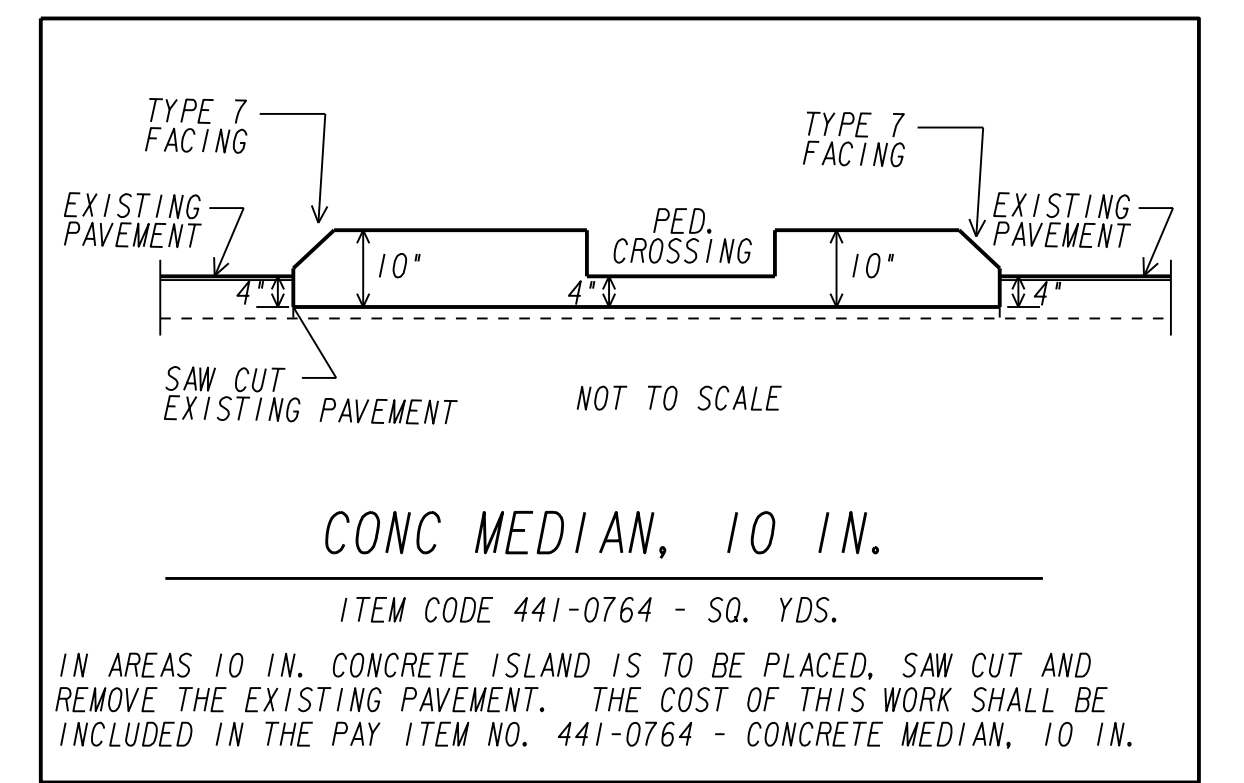 TYPE 7
FACING
TYPE 7
FACING
EXISTING
PAVEMENT
PED.
CROSSING
EXISTING
PAVEMENT
10"
10"
4"
4"
4"
SAW CUT
EXISTING PAVEMENT
NOT TO SCALE
CONC MEDIAN, 10 IN.
ITEM CODE 441-0764 - SQ. YDS.
IN AREAS 10 IN. CONCRETE ISLAND IS TO BE PLACED, SAW CUT AND
REMOVE THE EXISTING PAVEMENT. THE COST OF THIS WORK SHALL BE
INCLUDED IN THE PAY ITEM NO. 441-0764 - CONCRETE MEDIAN, 10 IN.